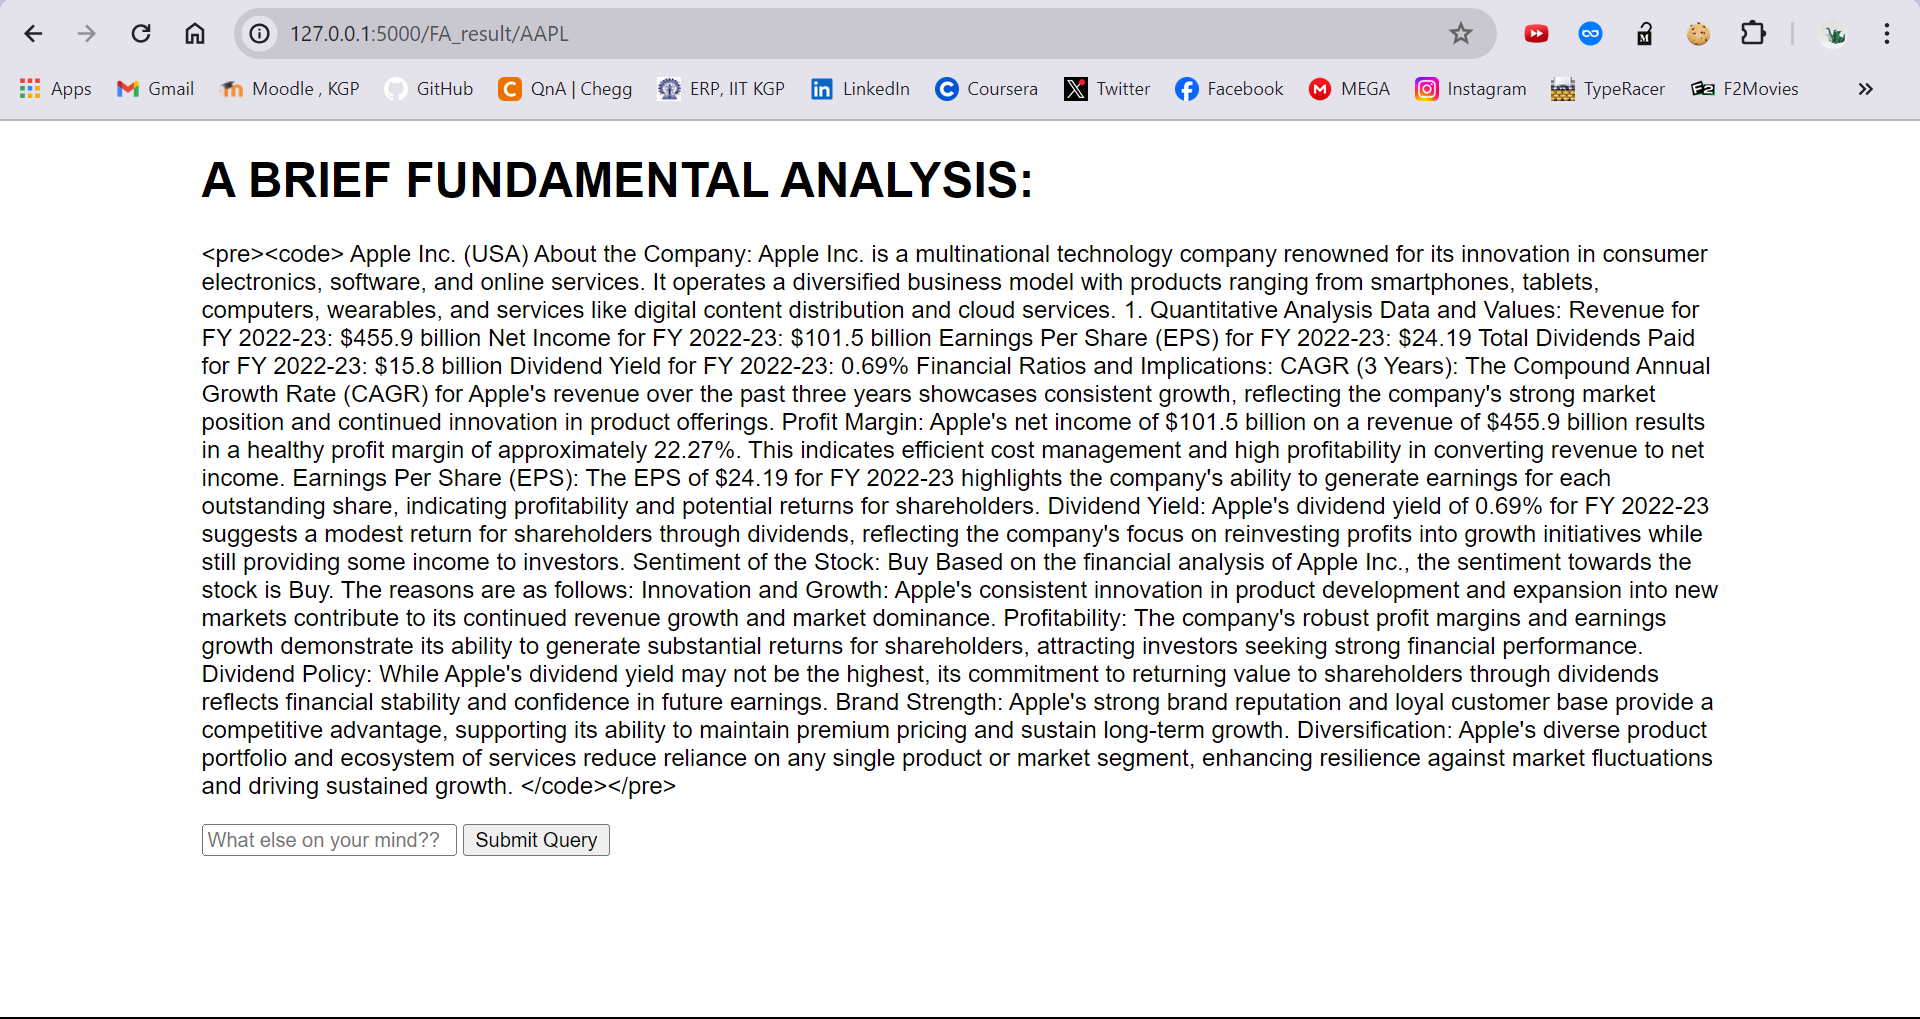 127.0.0.1:5000/FA_result/AAPL
Apps Gmail Moodle , KGP GitHub QnA | Chegg ERP, IIT KGP LinkedIn Coursera Twitter Facebook MEGA Instagram TypeRacer F2Movies »
A BRIEF FUNDAMENTAL ANALYSIS:
<pre><code> Apple Inc. (USA) About the Company: Apple Inc. is a multinational technology company renowned for its innovation in consumer
electronics, software, and online services. It operates a diversified business model with products ranging from smartphones, tablets,
computers, wearables, and services like digital content distribution and cloud services. 1. Quantitative Analysis Data and Values: Revenue for
FY 2022-23: $455.9 billion Net Income for FY 2022-23: $101.5 billion Earnings Per Share (EPS) for FY 2022-23: $24.19 Total Dividends Paid
for FY 2022-23: $15.8 billion Dividend Yield for FY 2022-23: 0.69% Financial Ratios and Implications: CAGR (3 Years): The Compound Annual
Growth Rate (CAGR) for Apple's revenue over the past three years showcases consistent growth, reflecting the company's strong market
position and continued innovation in product offerings. Profit Margin: Apple's net income of $101.5 billion on a revenue of $455.9 billion results
in a healthy profit margin of approximately 22.27%. This indicates efficient cost management and high profitability in converting revenue to net
income. Earnings Per Share (EPS): The EPS of $24.19 for FY 2022-23 highlights the company's ability to generate earnings for each
outstanding share, indicating profitability and potential returns for shareholders. Dividend Yield: Apple's dividend yield of 0.69% for FY 2022-23
suggests a modest return for shareholders through dividends, reflecting the company's focus on reinvesting profits into growth initiatives while
still providing some income to investors. Sentiment of the Stock: Buy Based on the financial analysis of Apple Inc., the sentiment towards the
stock is Buy. The reasons are as follows: Innovation and Growth: Apple's consistent innovation in product development and expansion into new
markets contribute to its continued revenue growth and market dominance. Profitability: The company's robust profit margins and earnings
growth demonstrate its ability to generate substantial returns for shareholders, attracting investors seeking strong financial performance.
Dividend Policy: While Apple's dividend yield may not be the highest, its commitment to returning value to shareholders through dividends
reflects financial stability and confidence in future earnings. Brand Strength: Apple's strong brand reputation and loyal customer base provide a
competitive advantage, supporting its ability to maintain premium pricing and sustain long-term growth. Diversification: Apple's diverse product
portfolio and ecosystem of services reduce reliance on any single product or market segment, enhancing resilience against market fluctuations
and driving sustained growth. </code></pre>
What else on your mind?? Submit Query